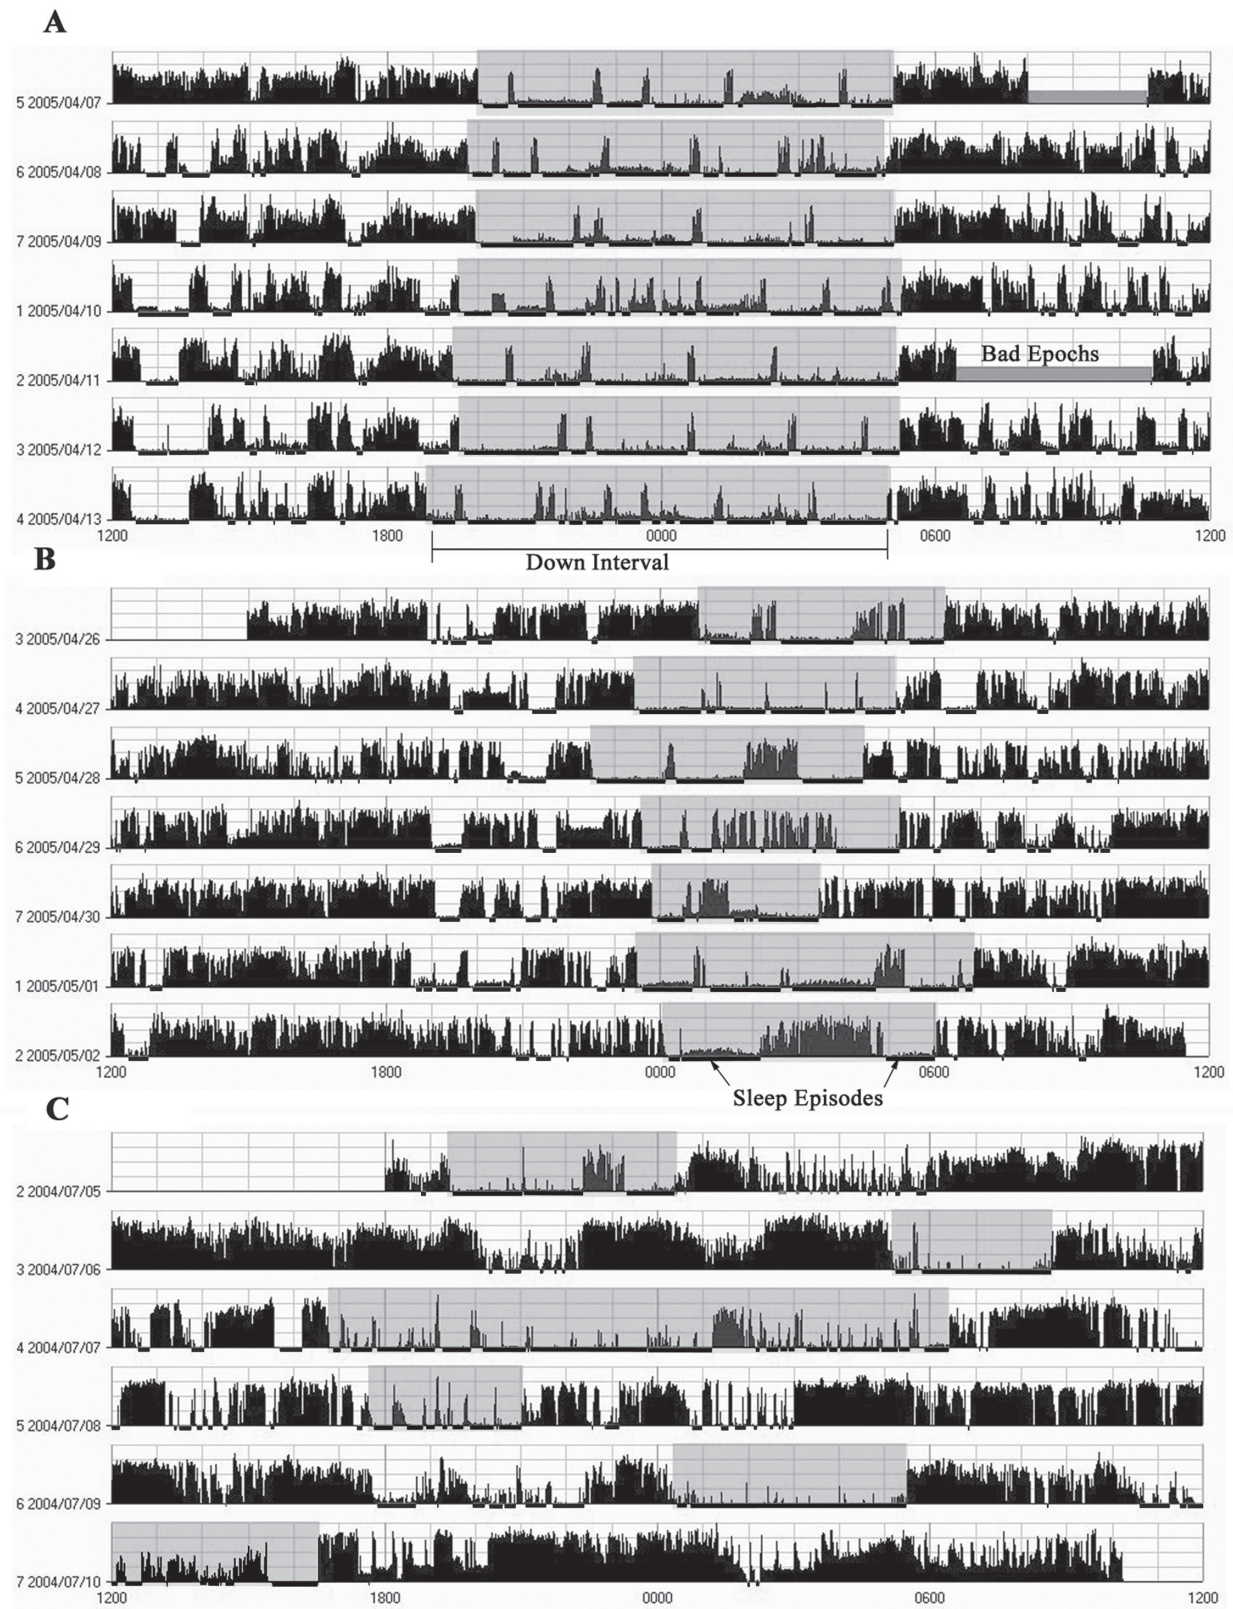 A
5 2005/04/07
6 2005/04/08
7 2005/04/09
1 2005/04/10
2 2005/04/11
Bad Epochs
3 2005/04/12
4 2005/04/13
1200 1800 0000 0600 1200
Down Interval
B
3 2005/04/26
4 2005/04/27
5 2005/04/28
6 2005/04/29
7 2005/04/30
1 2005/05/01
2 2005/05/02
1200 1800 0000 0600 1200
Sleep Episodes
C
2 2004/07/05
3 2004/07/06
4 2004/07/07
5 2004/07/08
6 2004/07/09
7 2004/07/10
1200 1800 0000 0600 1200